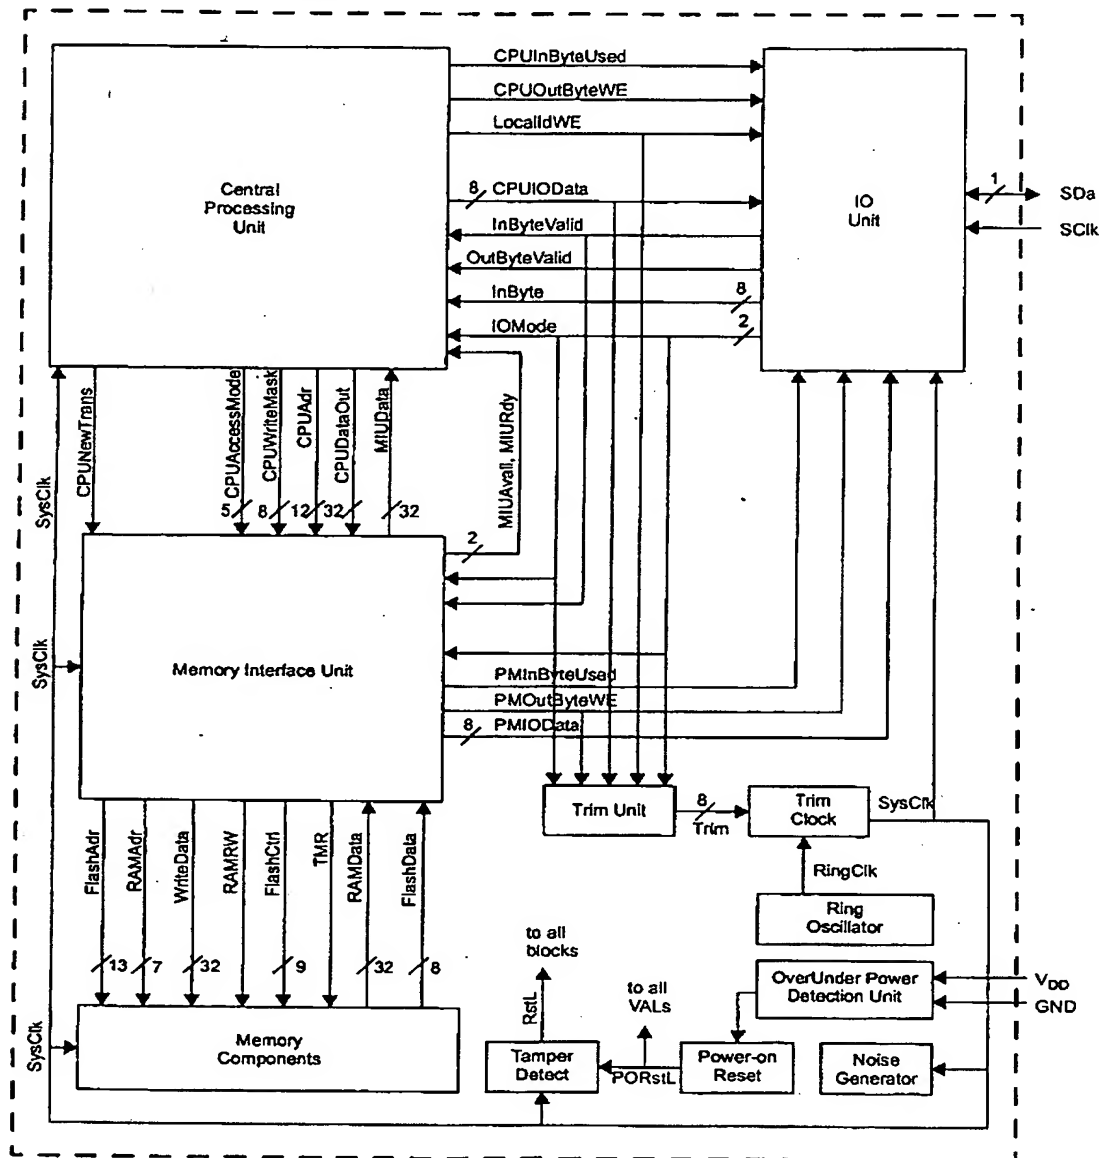 CPUInByteUsed
CPUOutByteWE
LocalIdWE
Central
Processing
Unit
8
CPUIOData
IO
Unit
1
SDa
SClk
InByteValid
OutByteValid
InByte
8
IOMode
2
SysClk
CPUNewTrans
CPUAccessMode
CPUWriteMask
CPUAdr
CPUDataOut
MIUData
MIUAvail, MIURdy
5
8
12
32
32
2
SysClk
Memory Interface Unit
PMInByteUsed
PMOutByteWE
8
PMIOData
Trim Unit
8
Trim
Trim
Clock
SysClk
FlashAdr
RAMAdr
WriteData
RAMRW
FlashCtrl
TMR
RAMData
FlashData
RingClk
Ring
Oscillator
13
7
32
9
32
8
to all
blocks
RstL
to all
VALs
OverUnder Power
Detection Unit
VDD
GND
SysClk
Memory
Components
Tamper
Detect
PORstL
Power-on
Reset
Noise
Generator